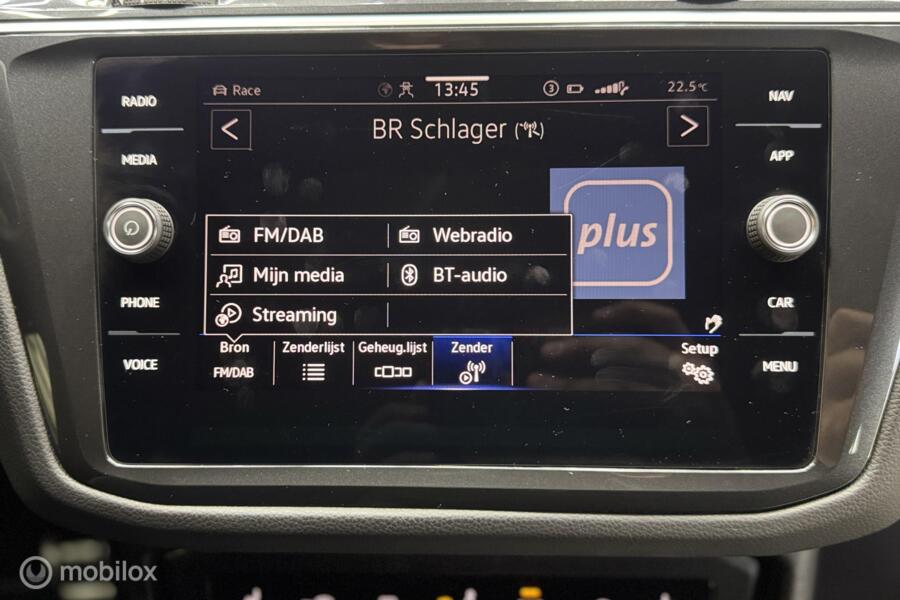 RADIO
MEDIA
PHONE
VOICE
Race
13:45
3
22.5°C
BR Schlager
plus
FM/DAB
Webradio
Mijn media
BT-audio
Streaming
Bron
Zenderlijst
Geheug.lijst
Zender
Setup
FM/DAB
NAV
APP
CAR
MENU
mobilox